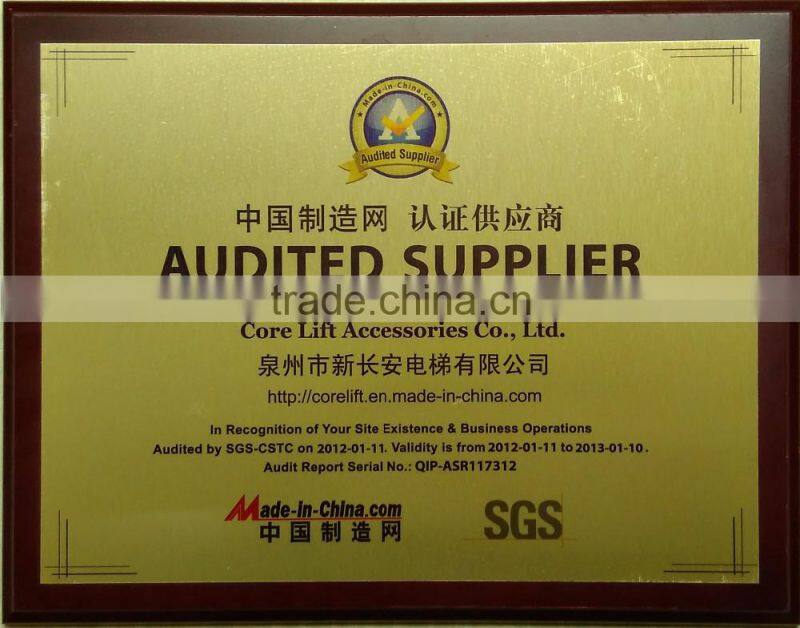 Made-in-China.com
A
Audited Supplier
中国制造网 认证供应商
AUDITED SUPPLIER
trade.china.cn
Core Lift Accessories Co., Ltd.
泉州市新长安电梯有限公司
http://corelift.en.made-in-china.com
In Recognition of Your Site Existence & Business Operations
Audited by SGS-CSTC on 2012-01-11. Validity is from 2012-01-11 to 2013-01-10.
Audit Report Serial No.: QIP-ASR117312
Made-in-China.com
中国制造网
SGS